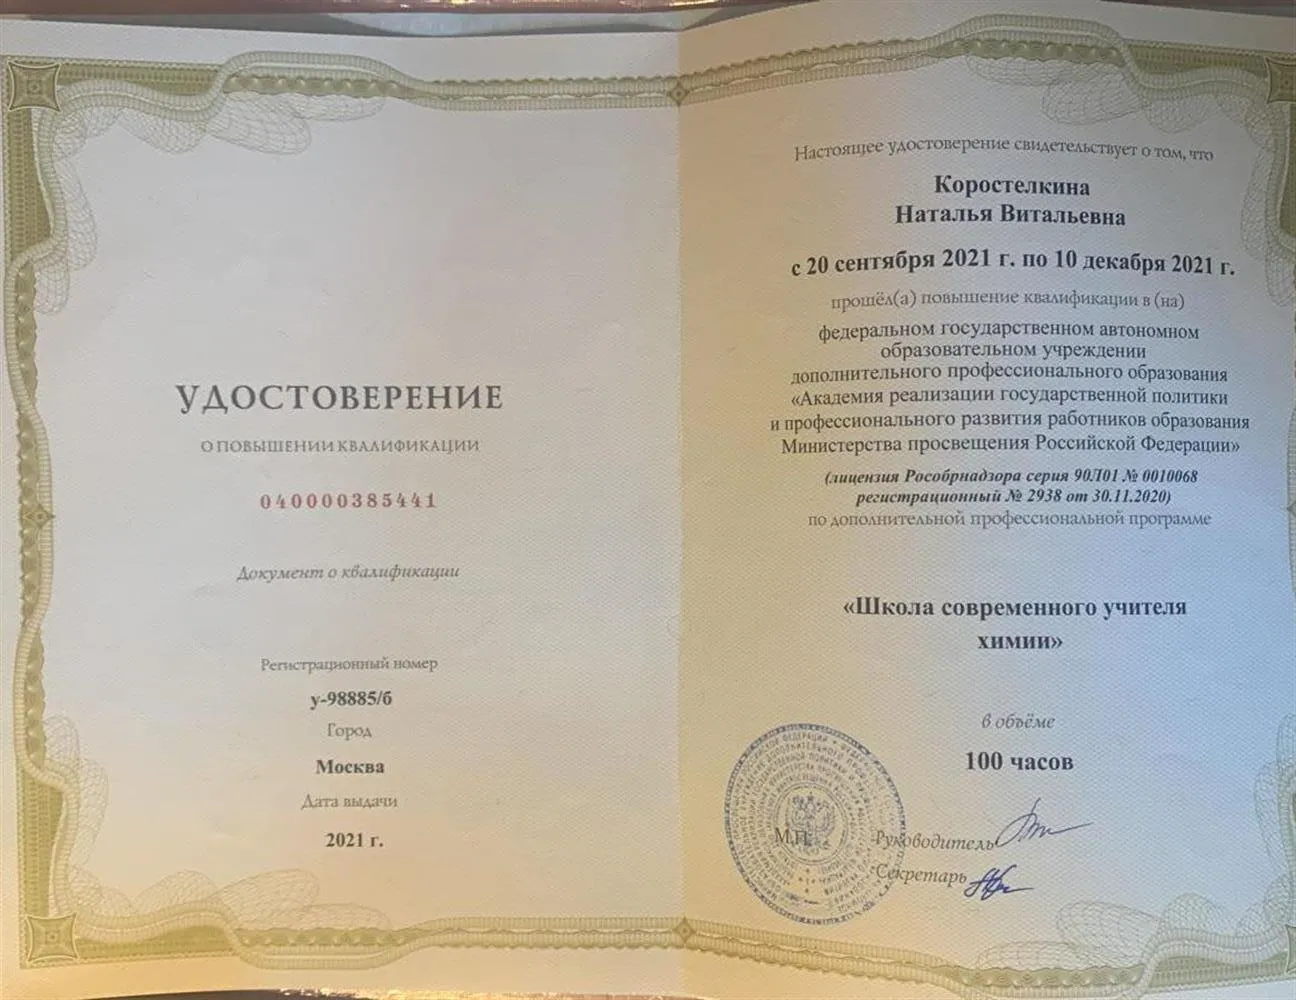 УДОСТОВЕРЕНИЕ
О ПОВЫШЕНИИ КВАЛИФИКАЦИИ
040000385441
Документ о квалификации
Регистрационный номер
у-98885/б
Город
Москва
Дата выдачи
2021 г.
Настоящее удостоверение свидетельствует о том, что
Коростелкина
Наталья Витальевна
с 20 сентября 2021 г. по 10 декабря 2021 г.
прошёл(а) повышение квалификации в (на)
федеральном государственном автономном
образовательном учреждении
дополнительного профессионального образования
«Академия реализации государственной политики
и профессионального развития работников образования
Министерства просвещения Российской Федерации»
(лицензия Рособрнадзора серия 90Л01 № 0010068
регистрационный № 2938 от 30.11.2020)
по дополнительной профессиональной программе
«Школа современного учителя
химии»
в объёме
100 часов
М.П.
Руководитель
Секретарь